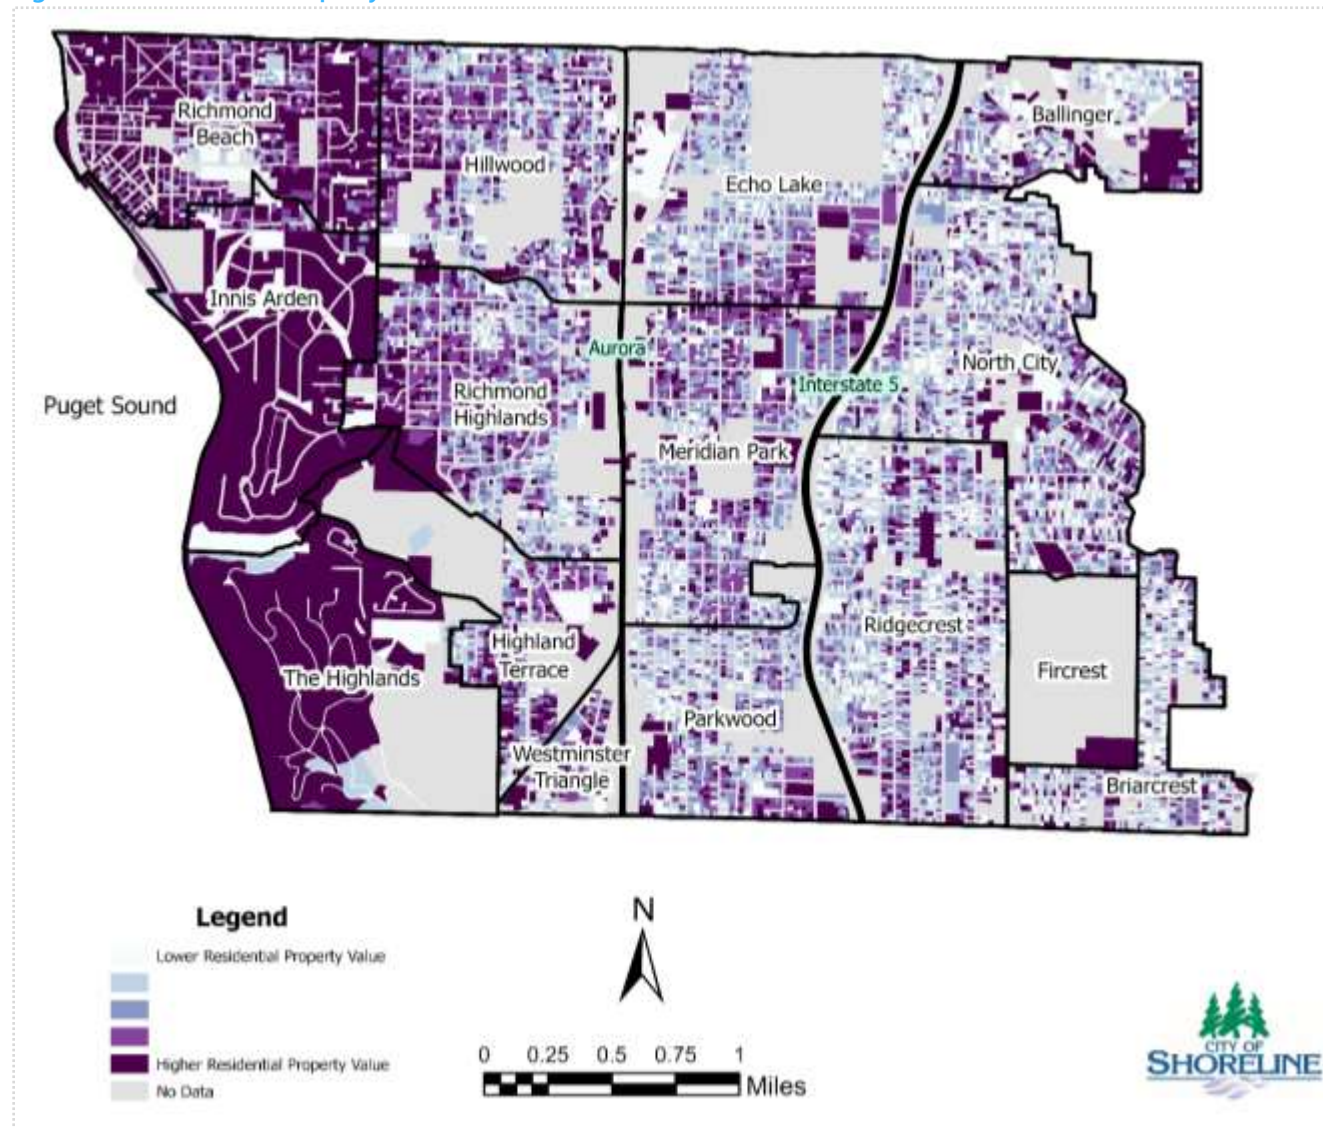 Richmond
Beach
Ballinger
Hillwood
Echo Lake
Innis Arden
Aurora
North City
Interstate 5
Richmond
Highlands
Puget Sound
Meridian Park
Ridgecrest
Highland
Terrace
Fircrest
The Highlands
Parkwood
Westminster
Triangle
Briarcrest
Legend
Lower Residential Property Value
Higher Residential Property Value
No Data
N
0 0.25 0.5 0.75 1
Miles
CITY OF
SHORELINE